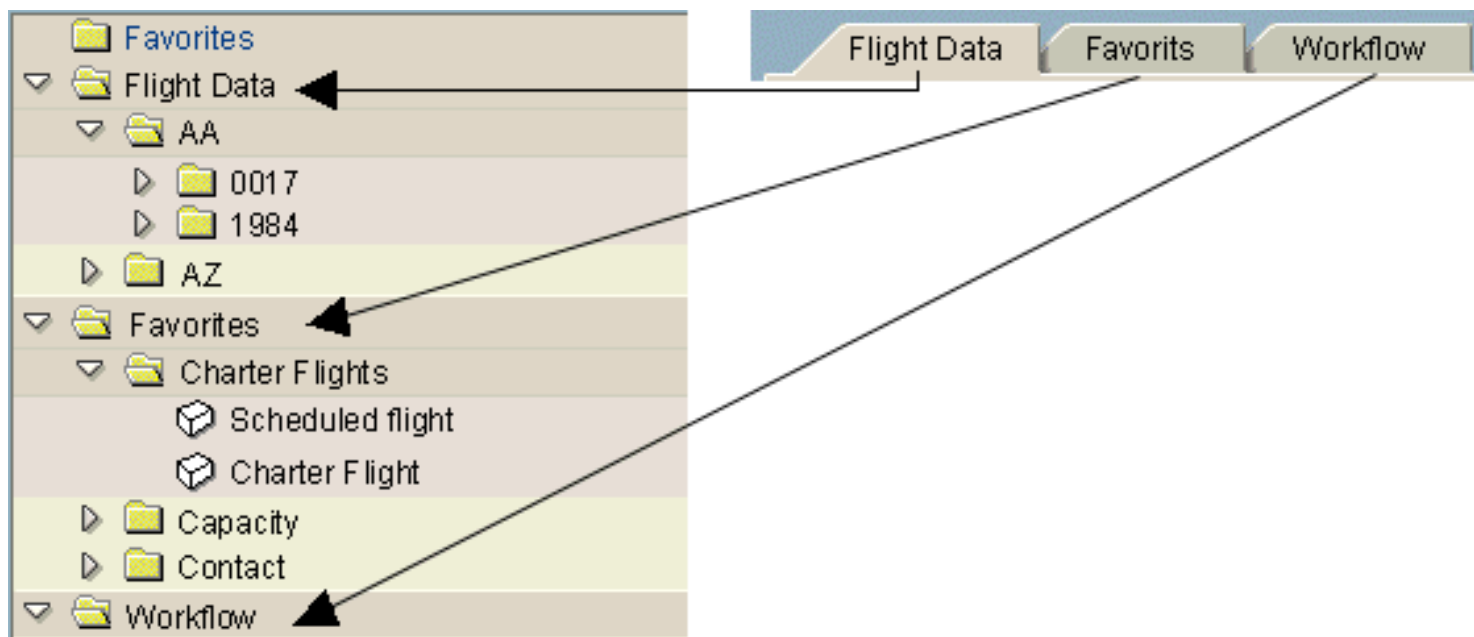 Favorites
Flight Data
AA
0017
1984
AZ
Favorites
Charter Flights
Scheduled flight
Charter Flight
Capacity
Contact
Workflow
Flight Data Favorits Workflow